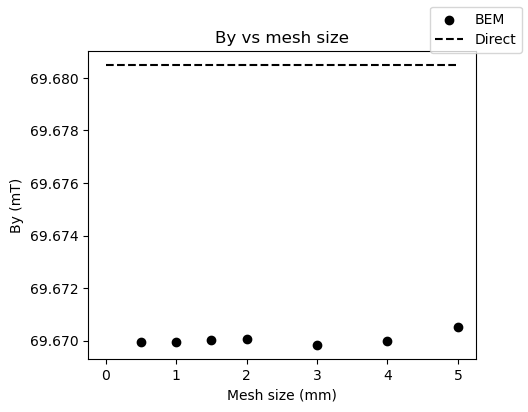 BEM
Direct
By vs mesh size
69.680
69.678
69.676
69.674
69.672
69.670
By (mT)
0 1 2 3 4 5
Mesh size (mm)